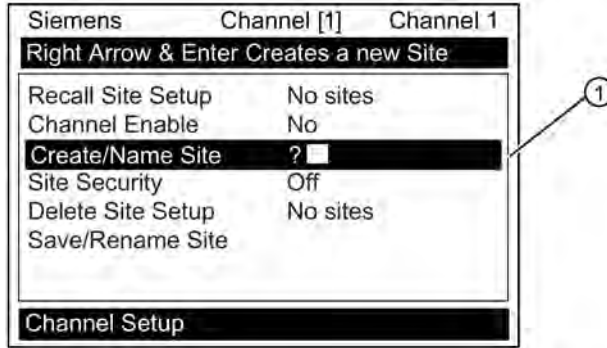 Siemens Channel [1] Channel 1
Right Arrow & Enter Creates a new Site
Recall Site Setup No sites
Channel Enable No
Create/Name Site ?
Site Security Off
Delete Site Setup No sites
Save/Rename Site
Channel Setup
1